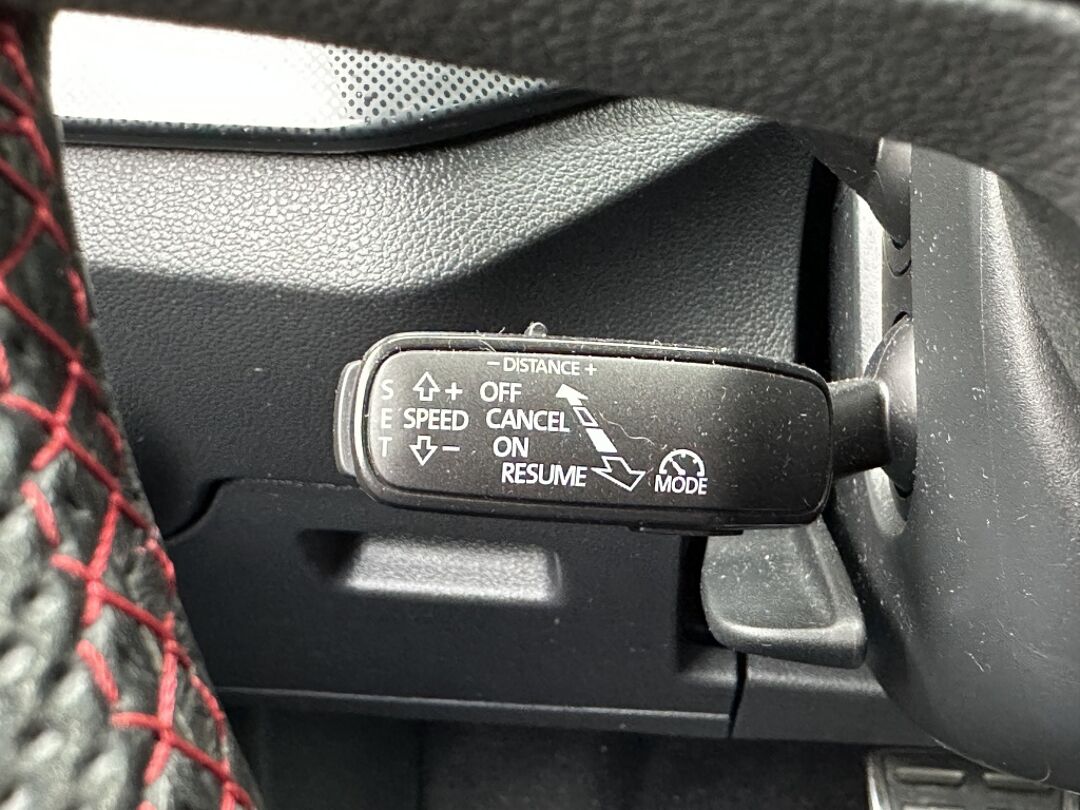 − DISTANCE +
S + OFF
E SPEED CANCEL
T − ON
RESUME
MODE